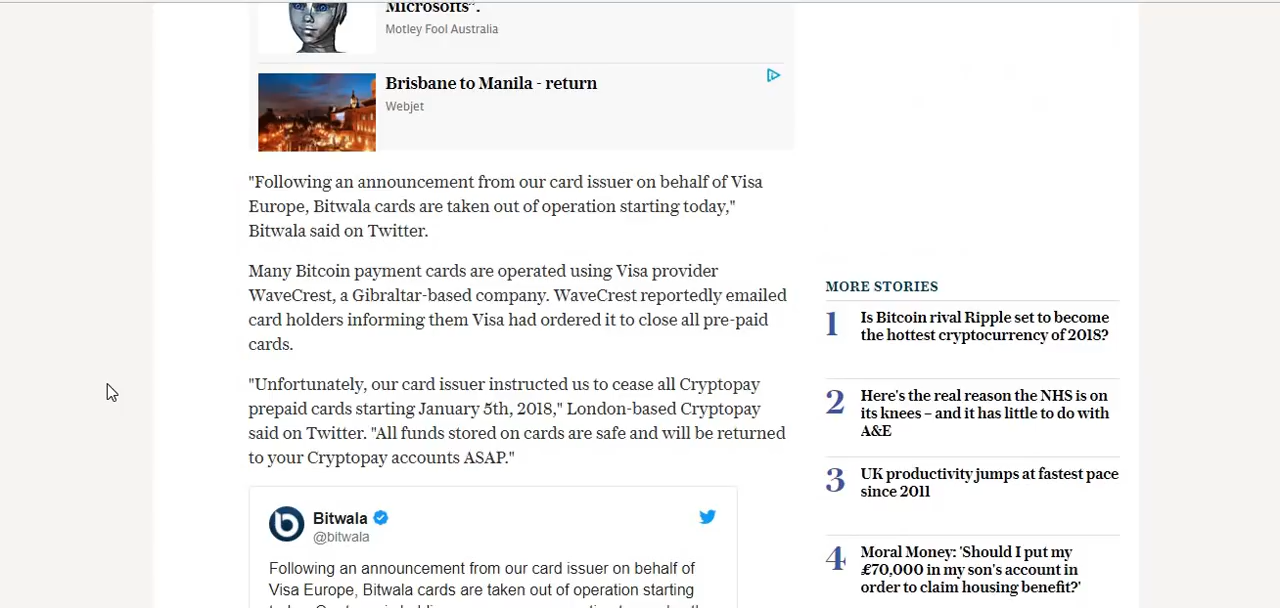 Microsofts".
Motley Fool Australia
Brisbane to Manila - return
Webjet
"Following an announcement from our card issuer on behalf of Visa
Europe, Bitwala cards are taken out of operation starting today,"
Bitwala said on Twitter.
Many Bitcoin payment cards are operated using Visa provider
WaveCrest, a Gibraltar-based company. WaveCrest reportedly emailed
card holders informing them Visa had ordered it to close all pre-paid
cards.
"Unfortunately, our card issuer instructed us to cease all Cryptopay
prepaid cards starting January 5th, 2018," London-based Cryptopay
said on Twitter. "All funds stored on cards are safe and will be returned
to your Cryptopay accounts ASAP."
Bitwala
@bitwala
Following an announcement from our card issuer on behalf of
Visa Europe, Bitwala cards are taken out of operation starting
MORE STORIES
1 Is Bitcoin rival Ripple set to become
the hottest cryptocurrency of 2018?
2 Here's the real reason the NHS is on
its knees – and it has little to do with
A&E
3 UK productivity jumps at fastest pace
since 2011
4 Moral Money: 'Should I put my
£70,000 in my son's account in
order to claim housing benefit?'